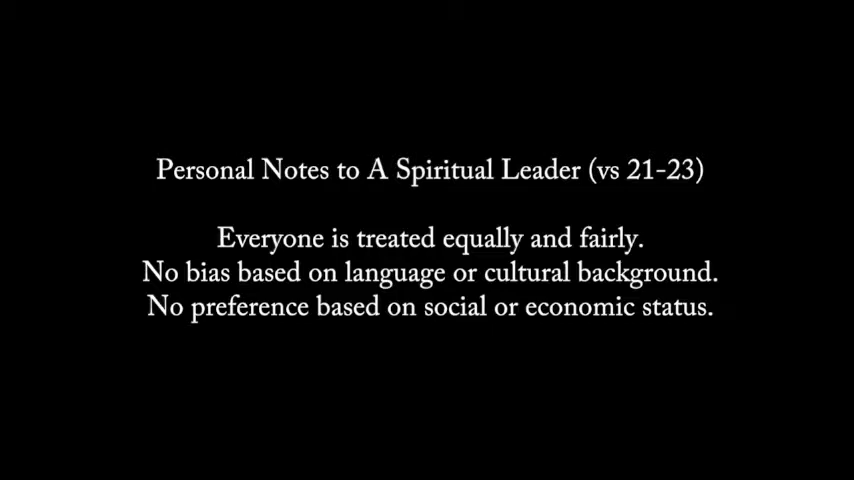 Personal Notes to A Spiritual Leader (vs 21-23)
Everyone is treated equally and fairly.
No bias based on language or cultural background.
No preference based on social or economic status.